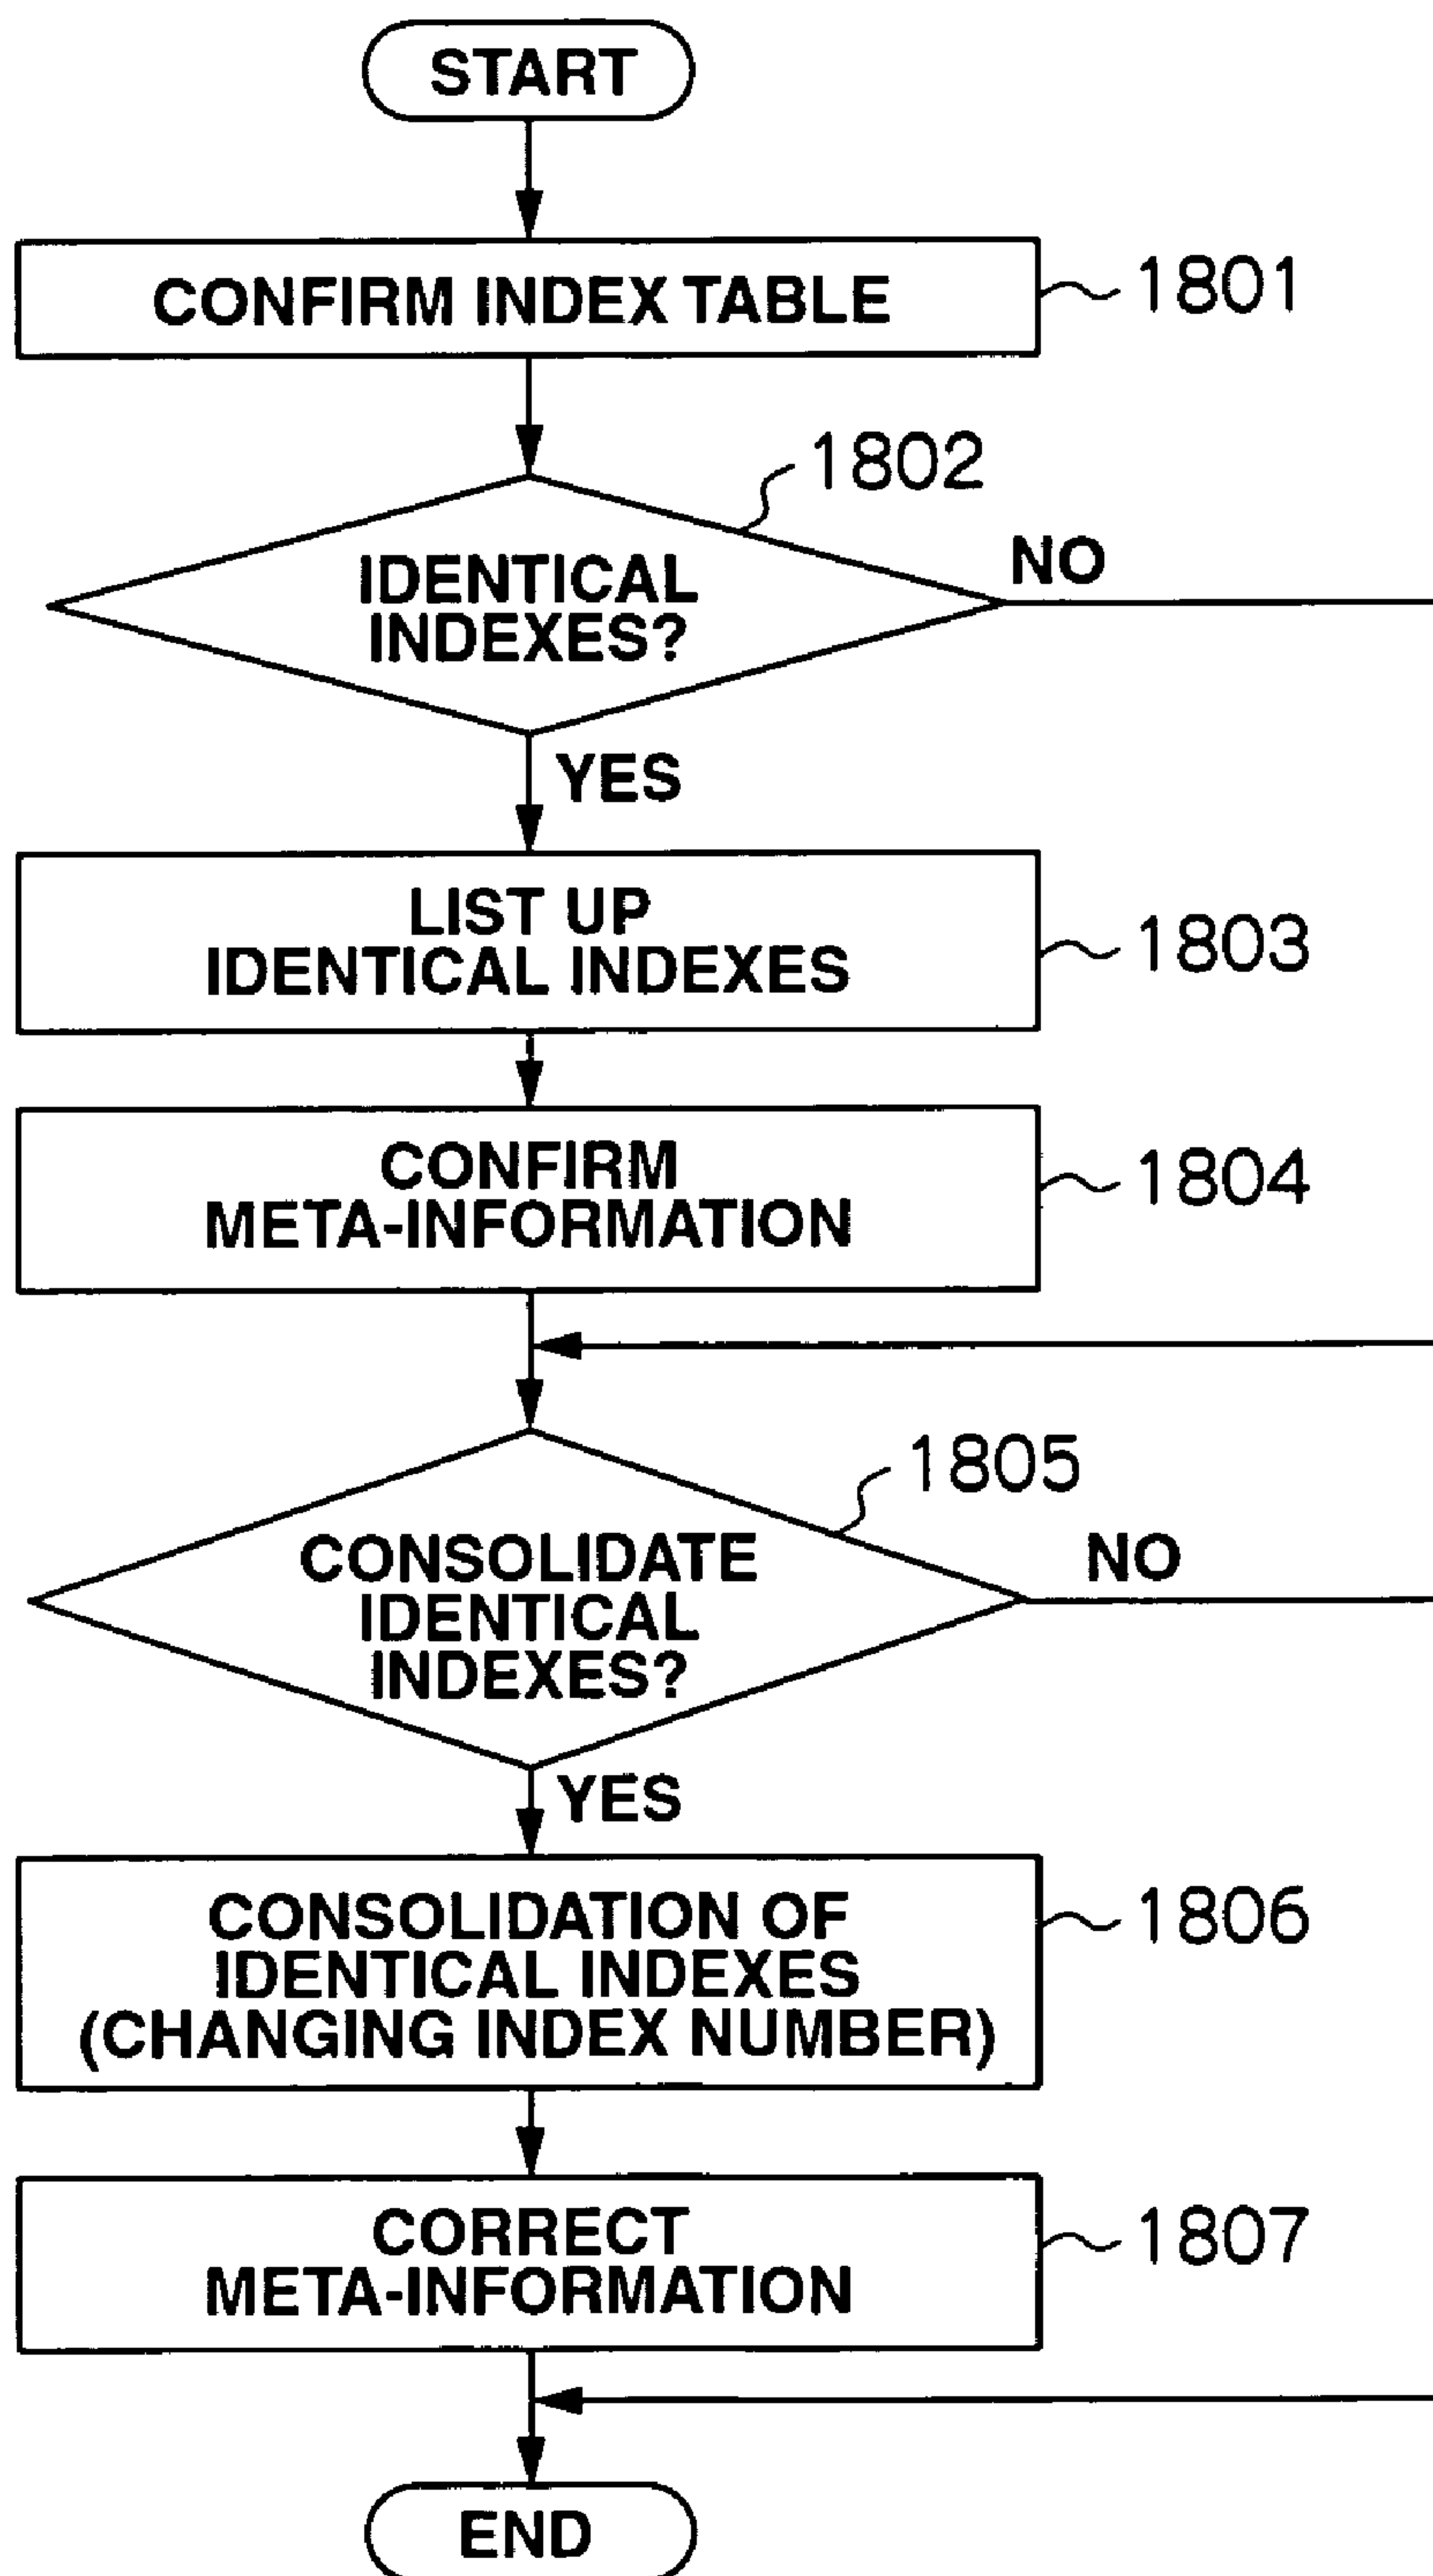 START
CONFIRM INDEX TABLE
1801
1802
IDENTICAL
INDEXES?
NO
YES
LIST UP
IDENTICAL INDEXES
1803
CONFIRM
META-INFORMATION
1804
1805
CONSOLIDATE
IDENTICAL
INDEXES?
NO
YES
CONSOLIDATION OF
IDENTICAL INDEXES
(CHANGING INDEX NUMBER)
1806
CORRECT
META-INFORMATION
1807
END